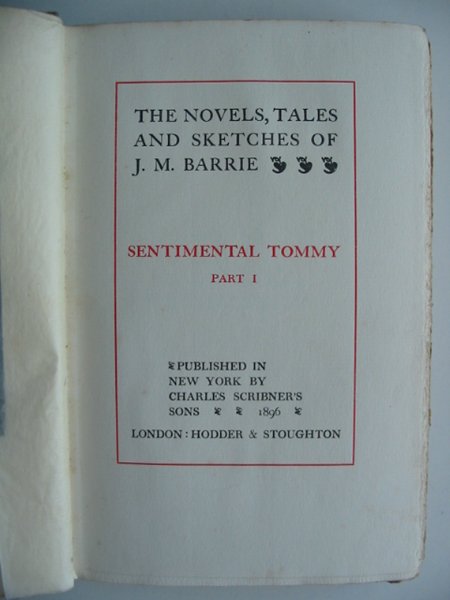 THE NOVELS, TALES
AND SKETCHES OF
J. M. BARRIE
SENTIMENTAL TOMMY
PART I
PUBLISHED IN
NEW YORK BY
CHARLES SCRIBNER'S
SONS 1896
LONDON: HODDER & STOUGHTON